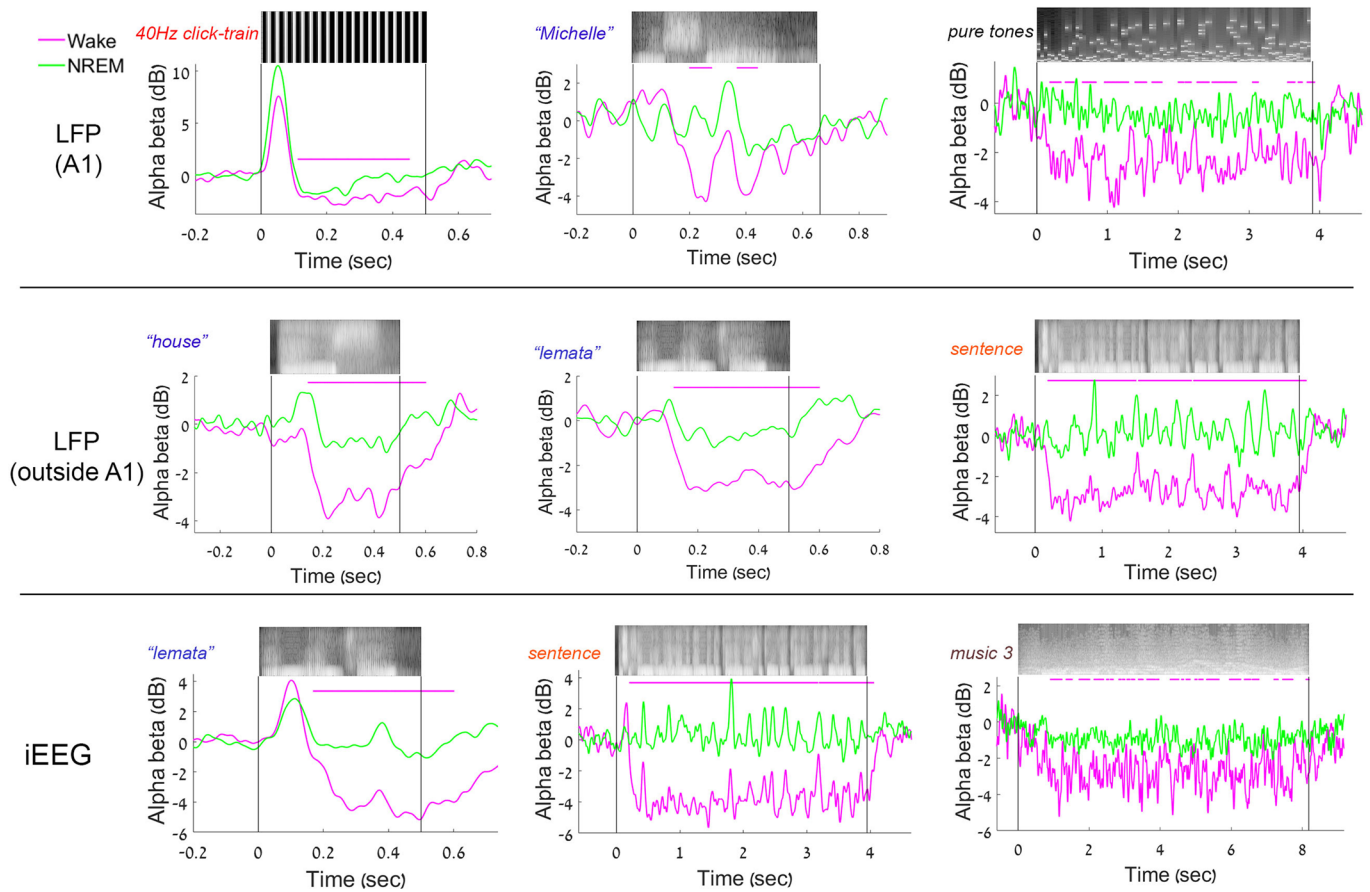 Wake
NREM
40Hz click-train
“Michelle”
pure tones
LFP
(A1)
Alpha beta (dB)
10
5
0
-0.2 0 0.2 0.4 0.6
Time (sec)
Alpha beta (dB)
2
0
-2
-4
-0.2 0 0.2 0.4 0.6 0.8
Time (sec)
Alpha beta (dB)
0
-2
-4
0 1 2 3 4
Time (sec)
LFP
(outside A1)
“house”
Alpha beta (dB)
2
0
-2
-4
-0.2 0 0.2 0.4 0.6 0.8
Time (sec)
“lemata”
Alpha beta (dB)
2
0
-2
-4
-0.2 0 0.2 0.4 0.6 0.8
Time (sec)
sentence
Alpha beta (dB)
2
0
-2
-4
0 1 2 3 4
Time (sec)
iEEG
“lemata”
Alpha beta (dB)
4
2
0
-2
-4
-6
-0.2 0 0.2 0.4 0.6
Time (sec)
sentence
Alpha beta (dB)
4
2
0
-2
-4
-6
0 1 2 3 4
Time (sec)
music 3
Alpha beta (dB)
2
0
-2
-4
-6
0 2 4 6 8
Time (sec)